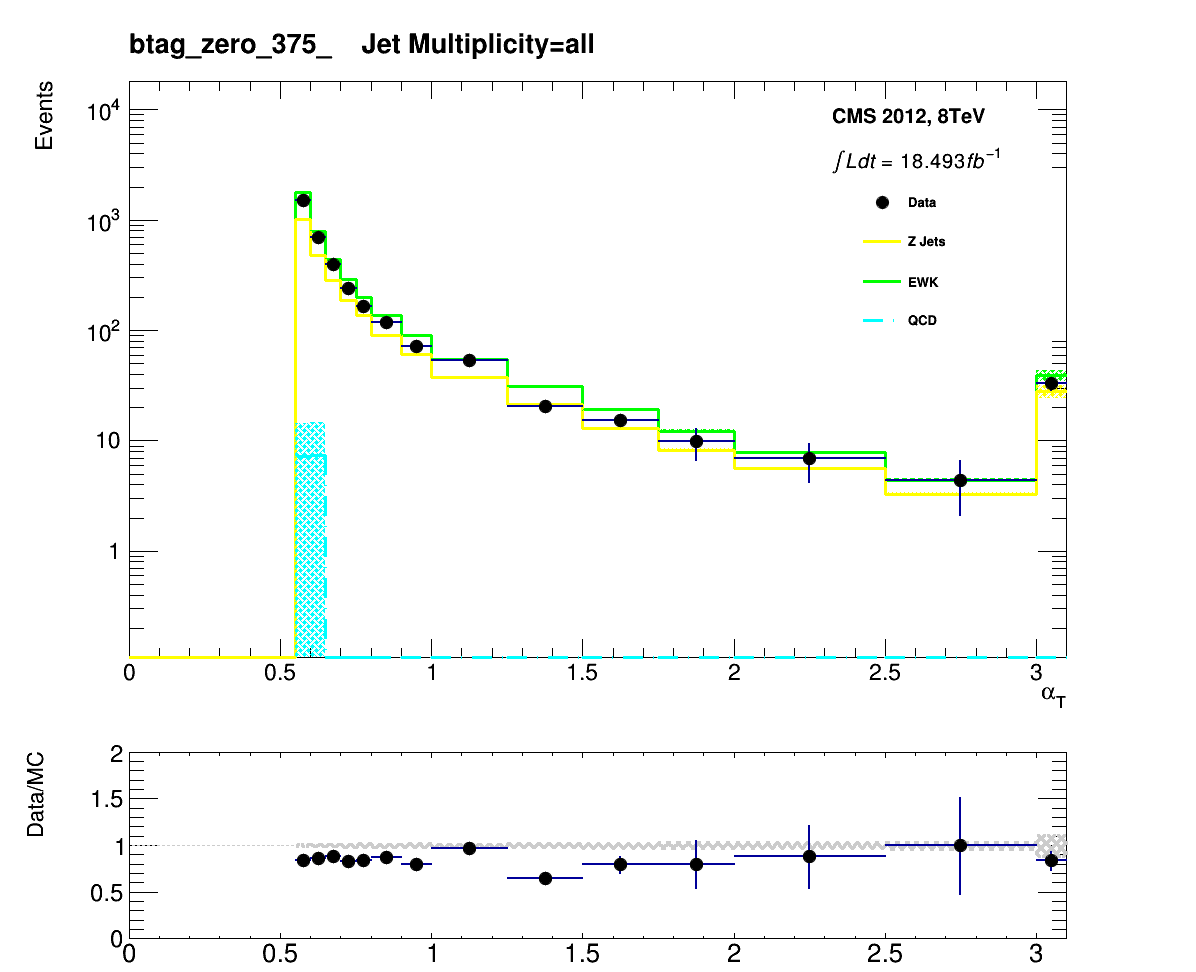 btag_zero_375_ Jet Multiplicity=all
Events
10⁴
10³
10²
10
1
CMS 2012, 8TeV
∫Ldt = 18.493fb⁻¹
Data
Z Jets
EWK
QCD
0 0.5 1 1.5 2 2.5 3
α_T
Data/MC
2
1.5
1
0.5
0
0 0.5 1 1.5 2 2.5 3